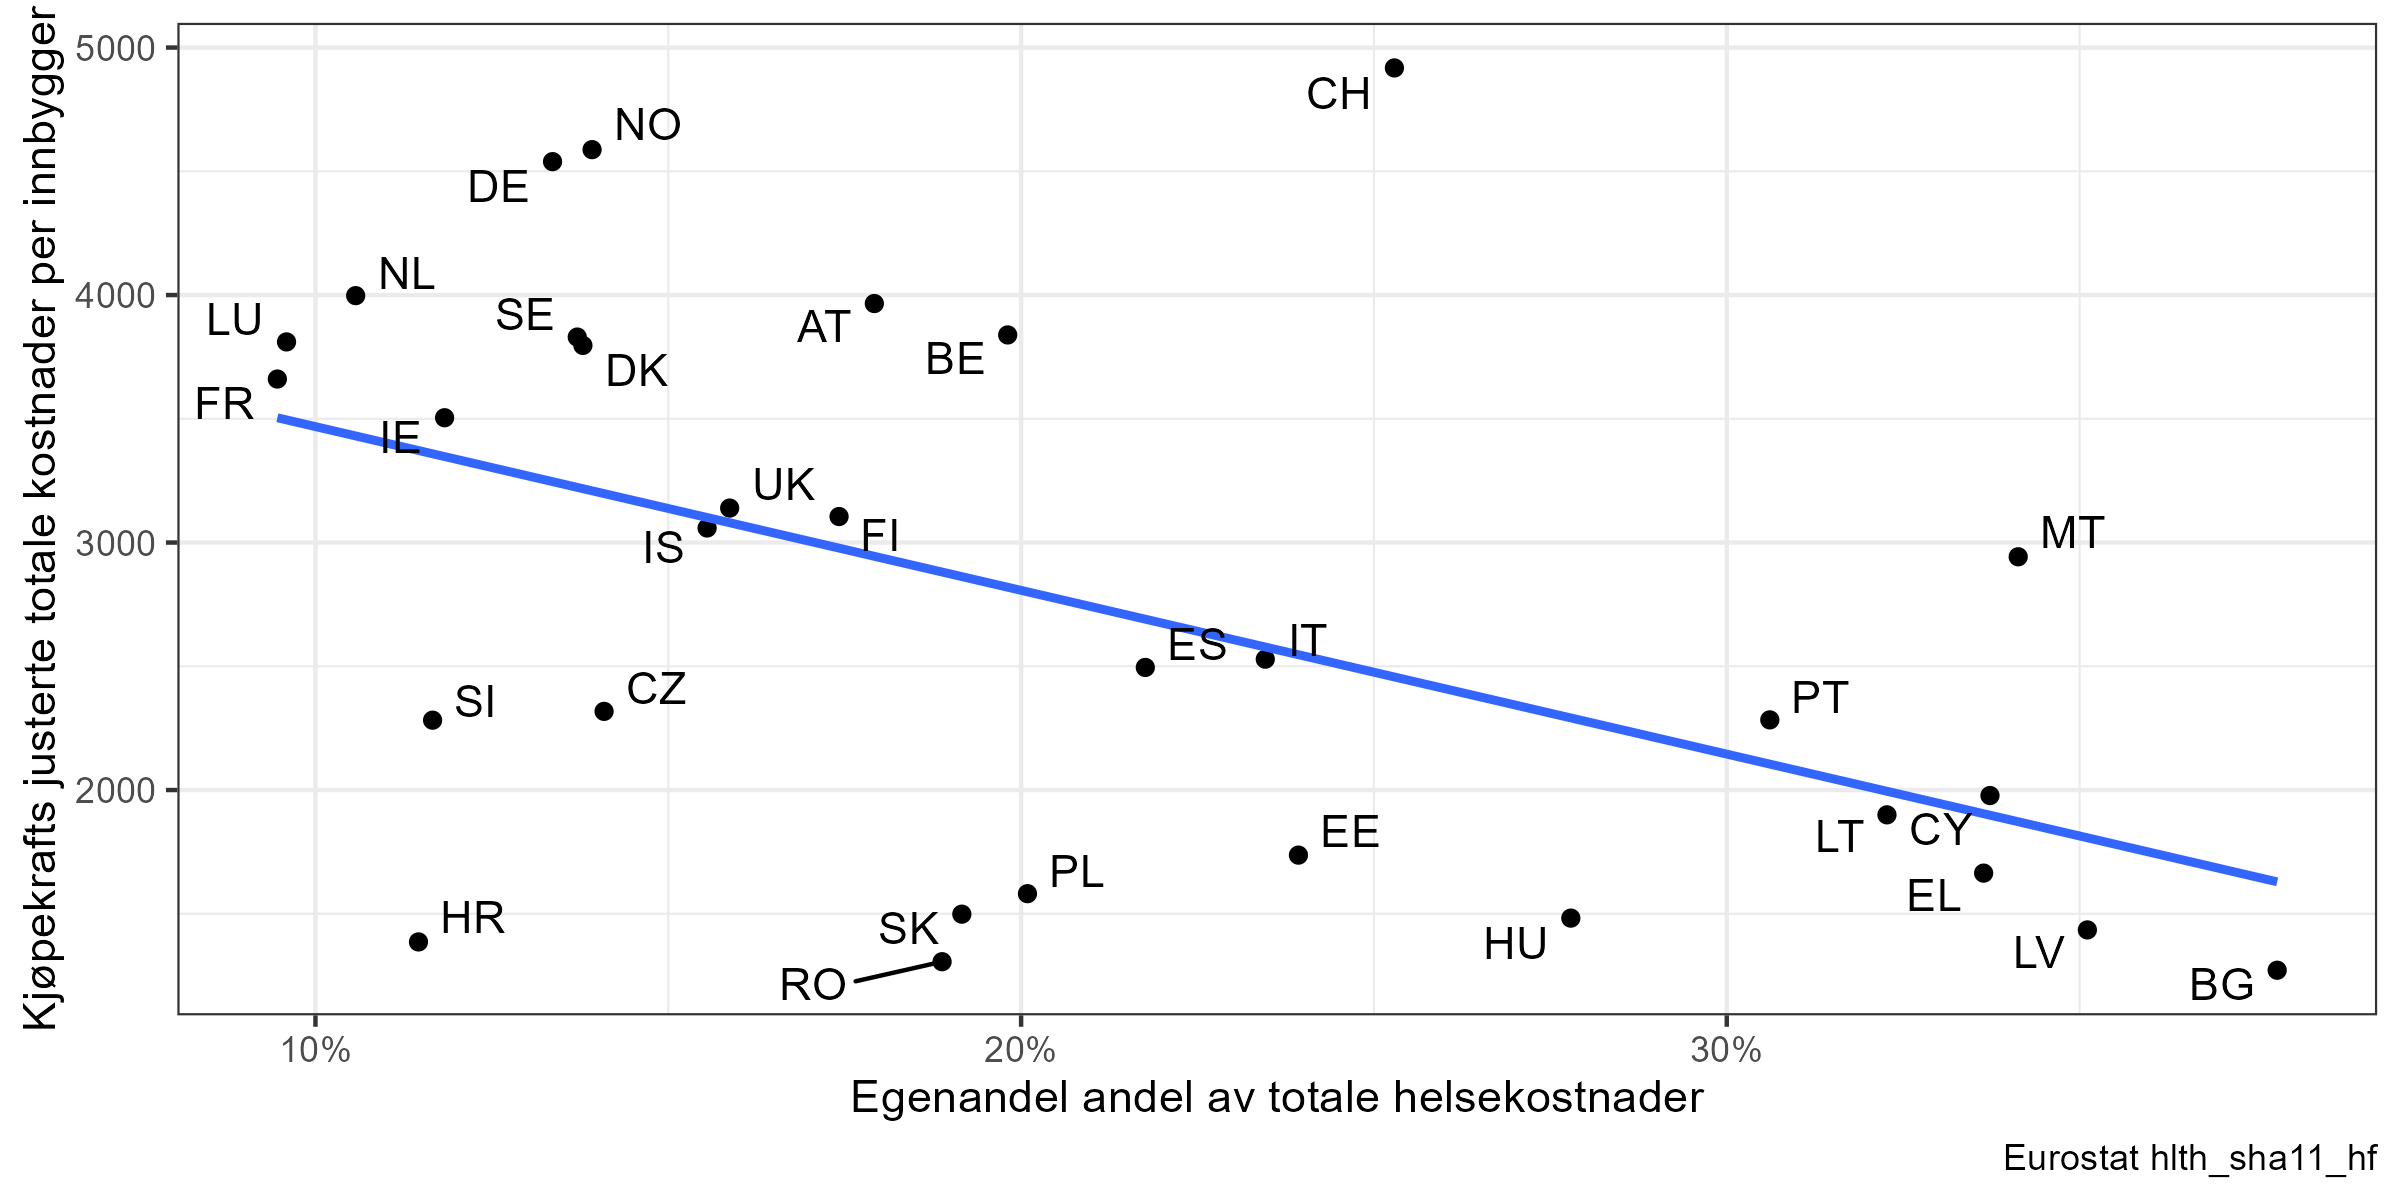 Kjøpekrafts justerte totale kostnader per innbygger
5000
4000
3000
2000
CH
NO
DE
NL
LU
SE
AT
DK
BE
FR
IE
UK
FI
IS
MT
ES
IT
SI
CZ
PT
EE
LT
CY
PL
EL
HR
SK
HU
LV
RO
BG
10%
20%
30%
Egenandel andel av totale helsekostnader
Eurostat hlth_sha11_hf